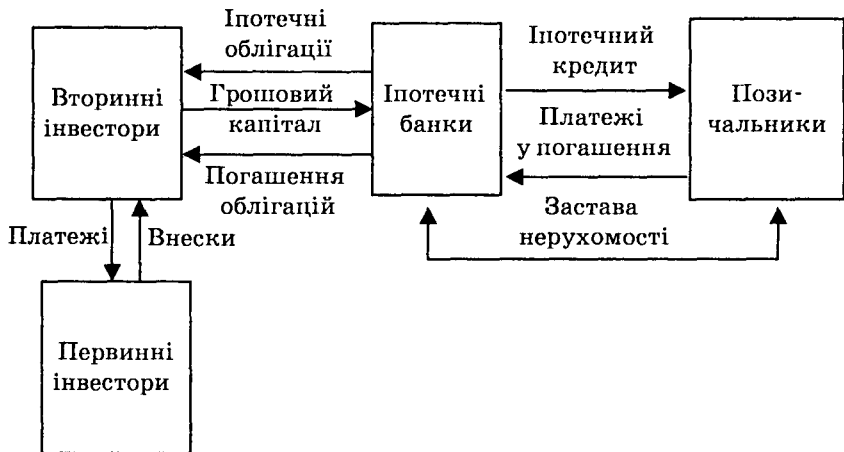 Іпотечні
облігації
Іпотечний
кредит
Вторинні
інвестори
Грошовий
капітал
Іпотечні
банки
Пози-
чальники
Платежі
у погашення
Погашення
облігацій
Застава
нерухомості
Платежі
Внески
Первинні
інвестори